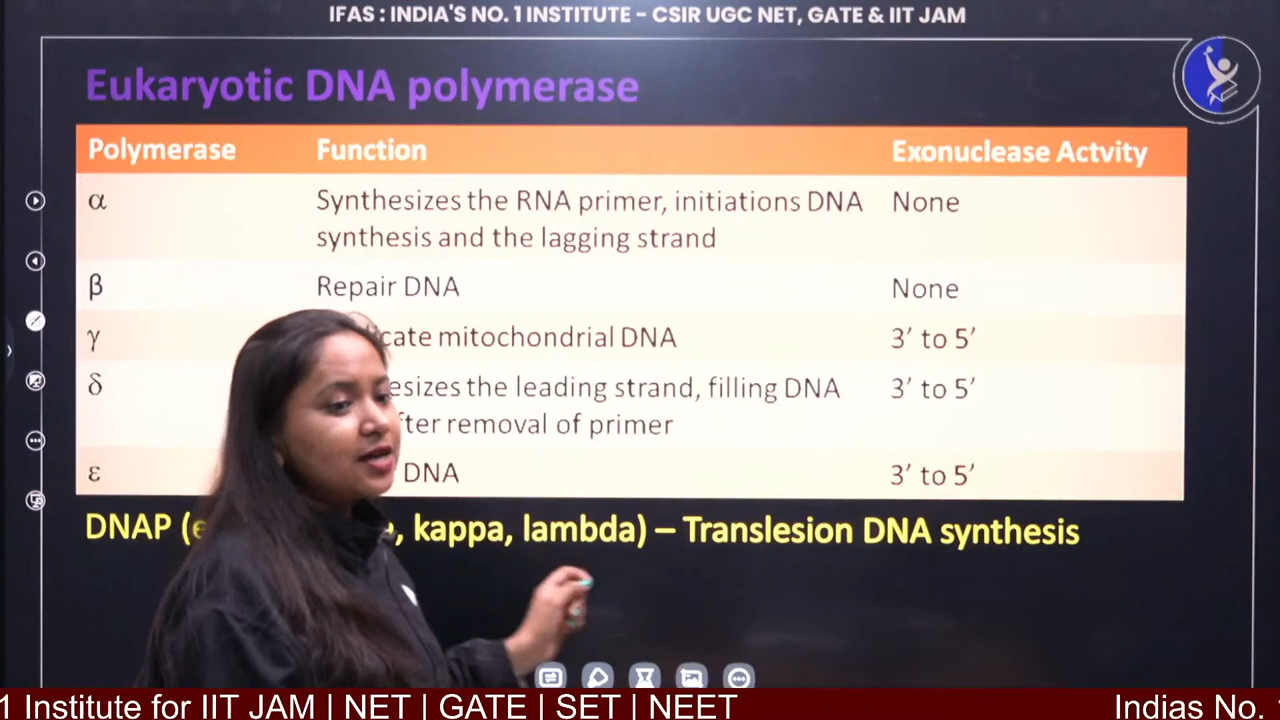 IFAS : INDIA'S NO. 1 INSTITUTE – CSIR UGC NET, GATE & IIT JAM
Eukaryotic DNA polymerase
Polymerase Function Exonuclease Actvity
α Synthesizes the RNA primer, initiations DNA None
synthesis and the lagging strand
β Repair DNA None
γ mitochondrial DNA 3’ to 5’
δ the leading strand, filling DNA 3’ to 5’
removal of primer
ε DNA 3’ to 5’
DNAP kappa, lambda) – Translesion DNA synthesis
1 Institute for IIT JAM | NET | GATE | SET | NEET Indias No.